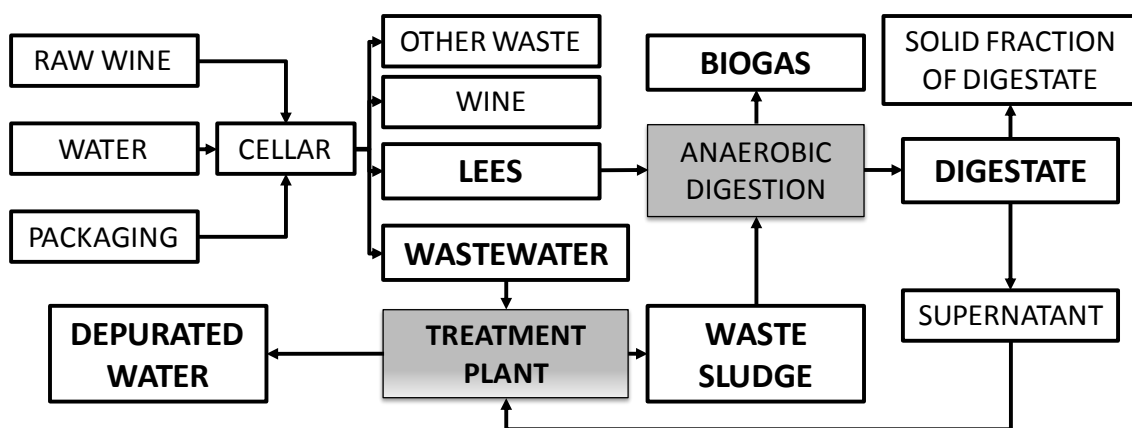 RAW WINE
WATER
PACKAGING
CELLAR
OTHER WASTE
WINE
LEES
WASTEWATER
BIOGAS
ANAEROBIC
DIGESTION
SOLID FRACTION
OF DIGESTATE
DIGESTATE
SUPERNATANT
DEPURATED
WATER
TREATMENT
PLANT
WASTE
SLUDGE